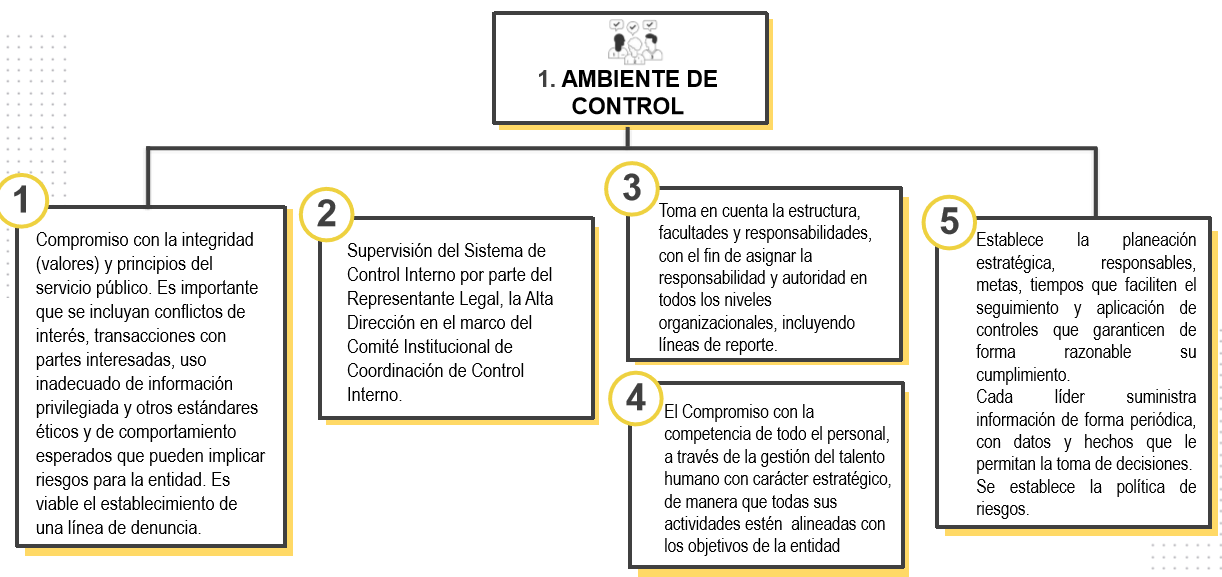 1. AMBIENTE DE
CONTROL
1
Compromiso con la integridad
(valores) y principios del
servicio público. Es importante
que se incluyan conflictos de
interés, transacciones con
partes interesadas, uso
inadecuado de información
privilegiada y otros estándares
éticos y de comportamiento
esperados que pueden implicar
riesgos para la entidad. Es
viable el establecimiento de
una línea de denuncia.
2
Supervisión del Sistema de
Control Interno por parte del
Representante Legal, la Alta
Dirección en el marco del
Comité Institucional de
Coordinación de Control
Interno.
3
Toma en cuenta la estructura,
facultades y responsabilidades,
con el fin de asignar la
responsabilidad y autoridad en
todos los niveles
organizacionales, incluyendo
líneas de reporte.
4
El Compromiso con la
competencia de todo el personal,
a través de la gestión del talento
humano con carácter estratégico,
de manera que todas sus
actividades estén alineadas con
los objetivos de la entidad
5
Establece la planeación
estratégica, responsables,
metas, tiempos que faciliten el
seguimiento y aplicación de
controles que garanticen de
forma razonable su
cumplimiento.
Cada líder suministra
información de forma periódica,
con datos y hechos que le
permitan la toma de decisiones.
Se establece la política de
riesgos.